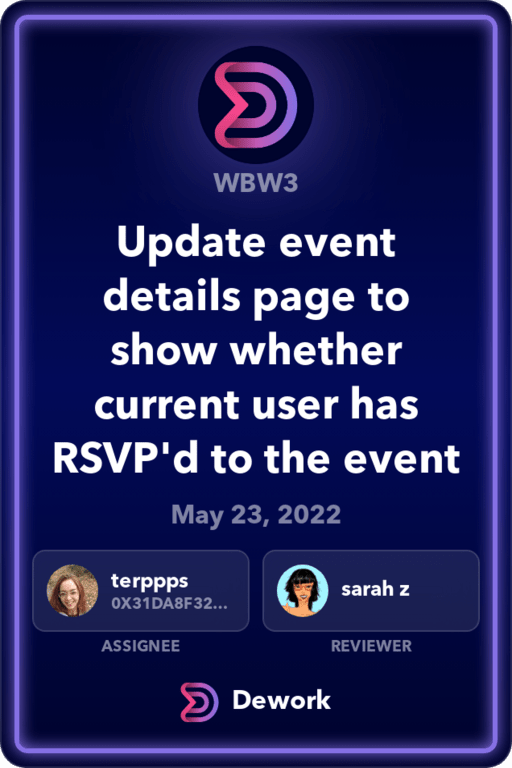 WBW3
Update event
details page to
show whether
current user has
RSVP'd to the event
May 23, 2022
terppps
0X31DA8F32...
sarah z
ASSIGNEE
REVIEWER
Dework